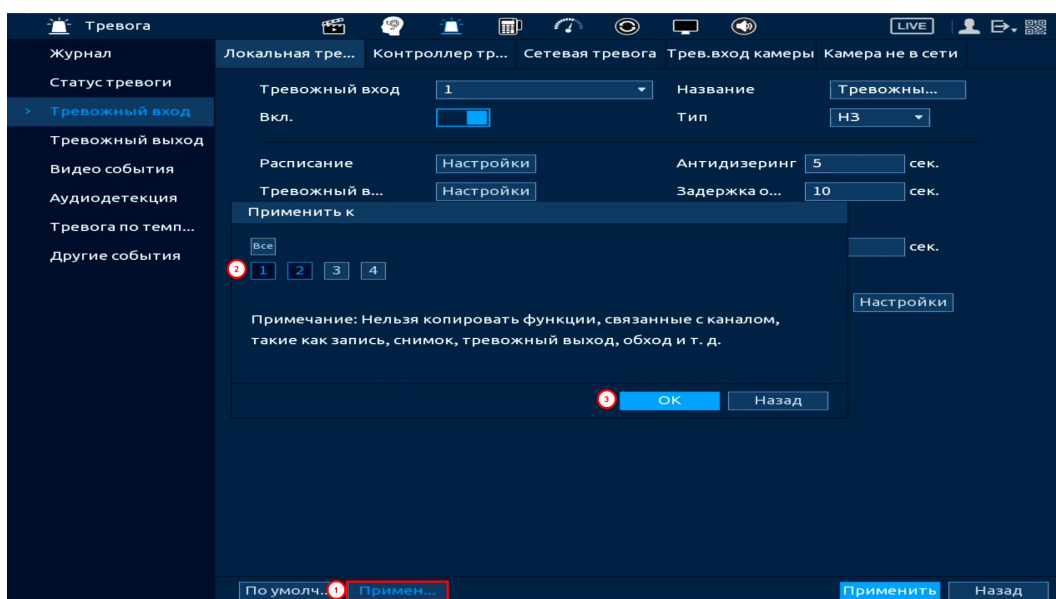 Тревога LIVE
Журнал
Статус тревоги
> Тревожный вход
Тревожный выход
Видео события
Аудиодетекция
Тревога по темп...
Другие события
Локальная тре... Контроллер тр... Сетевая тревога Трев.вход камеры Камера не в сети
Тревожный вход 1 Название Тревожны...
Вкл. Тип НЗ
Расписание Настройки Антидизеринг 5 сек.
Тревожный в... Настройки Задержка о... 10 сек.
сек.
Настройки
Применить к
Все
2 1 2 3 4
Примечание: Нельзя копировать функции, связанные с каналом,
такие как запись, снимок, тревожный выход, обход и т. д.
3 OK Назад
По умолч... 1 Примен... Применить Назад